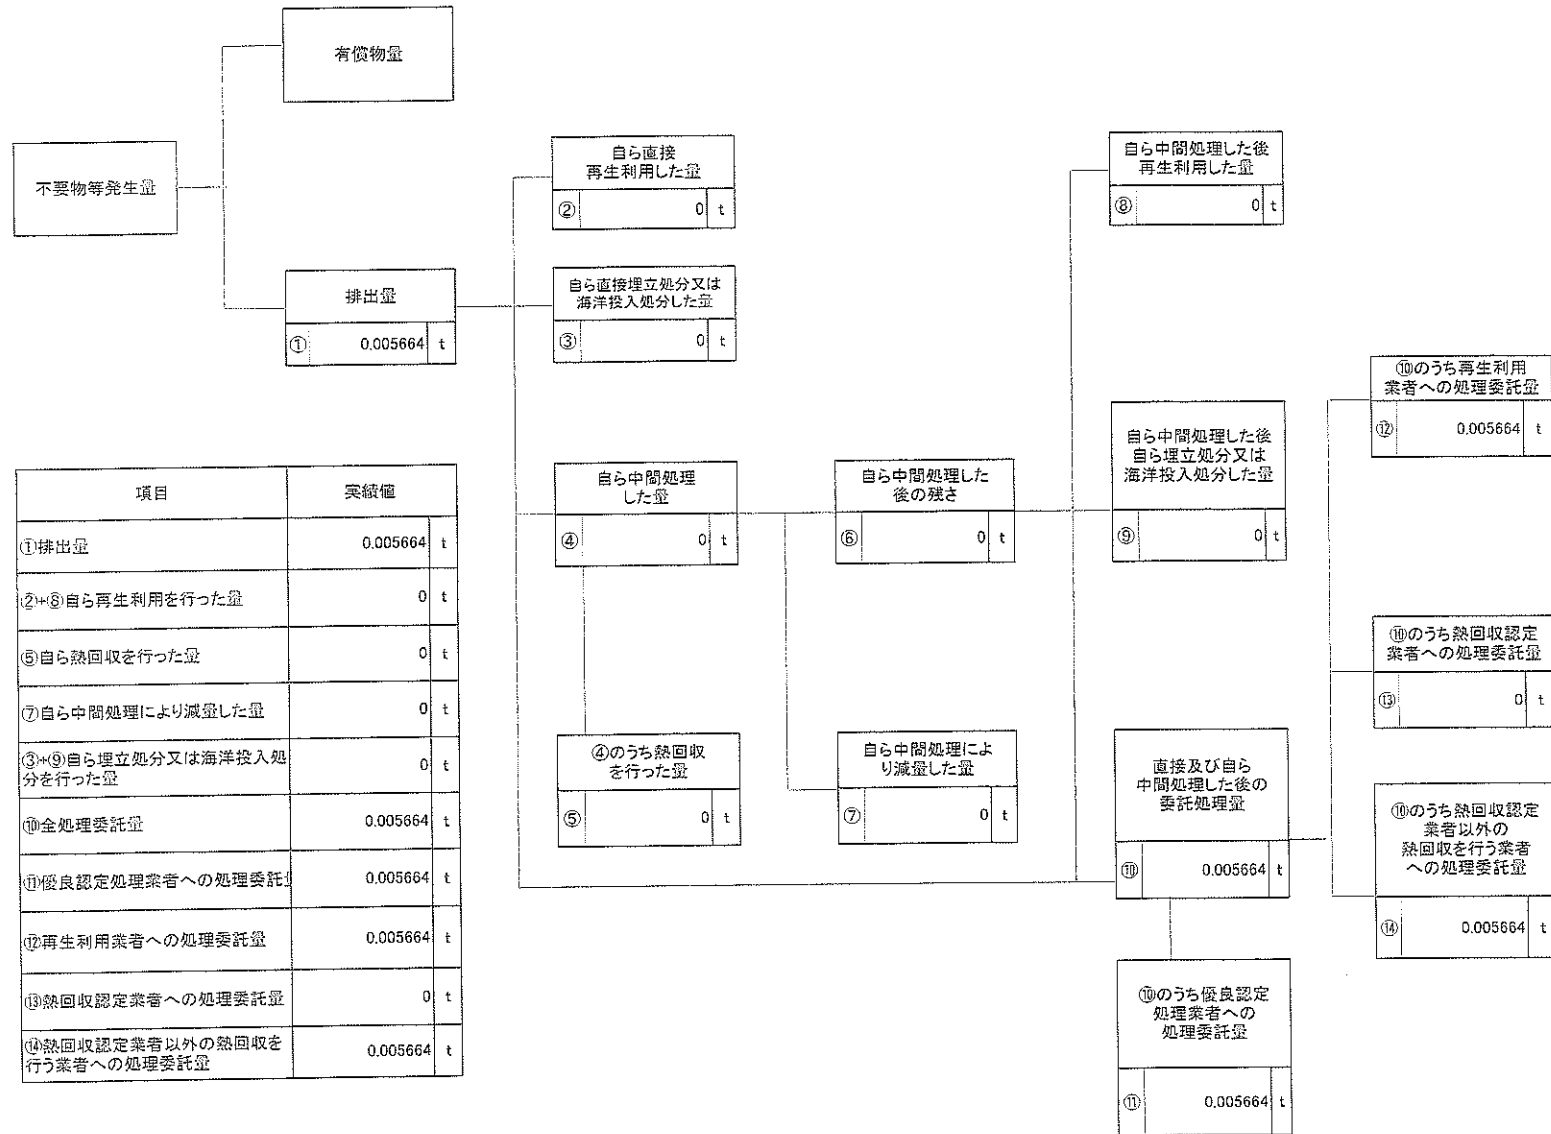 有償物量
不要物等発生量
排出量
① 0.005664 t
自ら直接
再生利用した量
② 0 t
自ら直接埋立処分又は
海洋投入処分した量
③ 0 t
自ら中間処理
した量
④ 0 t
④のうち熱回収
を行った量
⑤ 0 t
自ら中間処理した
後の残さ
⑥ 0 t
自ら中間処理によ
り減量した量
⑦ 0 t
自ら中間処理した後
再生利用した量
⑧ 0 t
自ら中間処理した後
自ら埋立処分又は
海洋投入処分した量
⑨ 0 t
直接及び自ら
中間処理した後の
委託処理量
⑩ 0.005664 t
⑩のうち優良認定
処理業者への
処理委託量
⑪ 0.005664 t
⑩のうち再生利用
業者への処理委託量
⑫ 0.005664 t
⑩のうち熱回収認定
業者への処理委託量
⑬ 0 t
⑩のうち熱回収認定
業者以外の
熱回収を行う業者
への処理委託量
⑭ 0.005664 t
項目 実績値
①排出量 0.005664 t
②+⑧自ら再生利用を行った量 0 t
⑤自ら熱回収を行った量 0 t
⑦自ら中間処理により減量した量 0 t
③+⑨自ら埋立処分又は海洋投入処
分を行った量 0 t
⑩全処理委託量 0.005664 t
⑪優良認定処理業者への処理委託 0.005664 t
⑫再生利用業者への処理委託量 0.005664 t
⑬熱回収認定業者への処理委託量 0 t
⑭熱回収認定業者以外の熱回収を
行う業者への処理委託量 0.005664 t